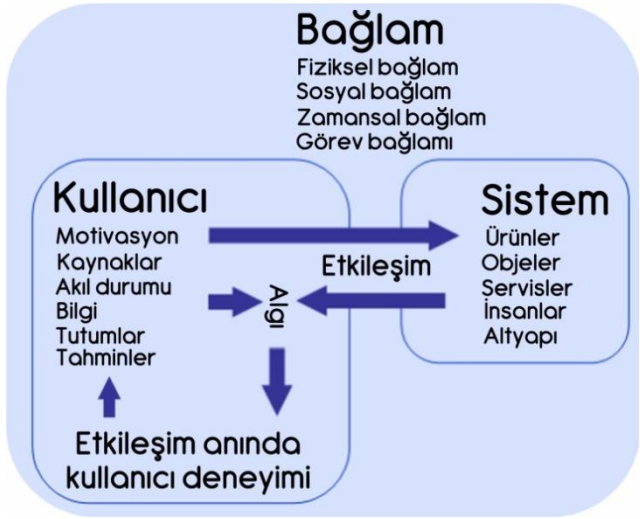 Bağlam
Fiziksel bağlam
Sosyal bağlam
Zamansal bağlam
Görev bağlamı
Kullanıcı
Motivasyon
Kaynaklar
Akıl durumu
Bilgi
Tutumlar
Tahminler
Algı
Etkileşim anında
kullanıcı deneyimi
Etkileşim
Sistem
Ürünler
Objeler
Servisler
İnsanlar
Altyapı